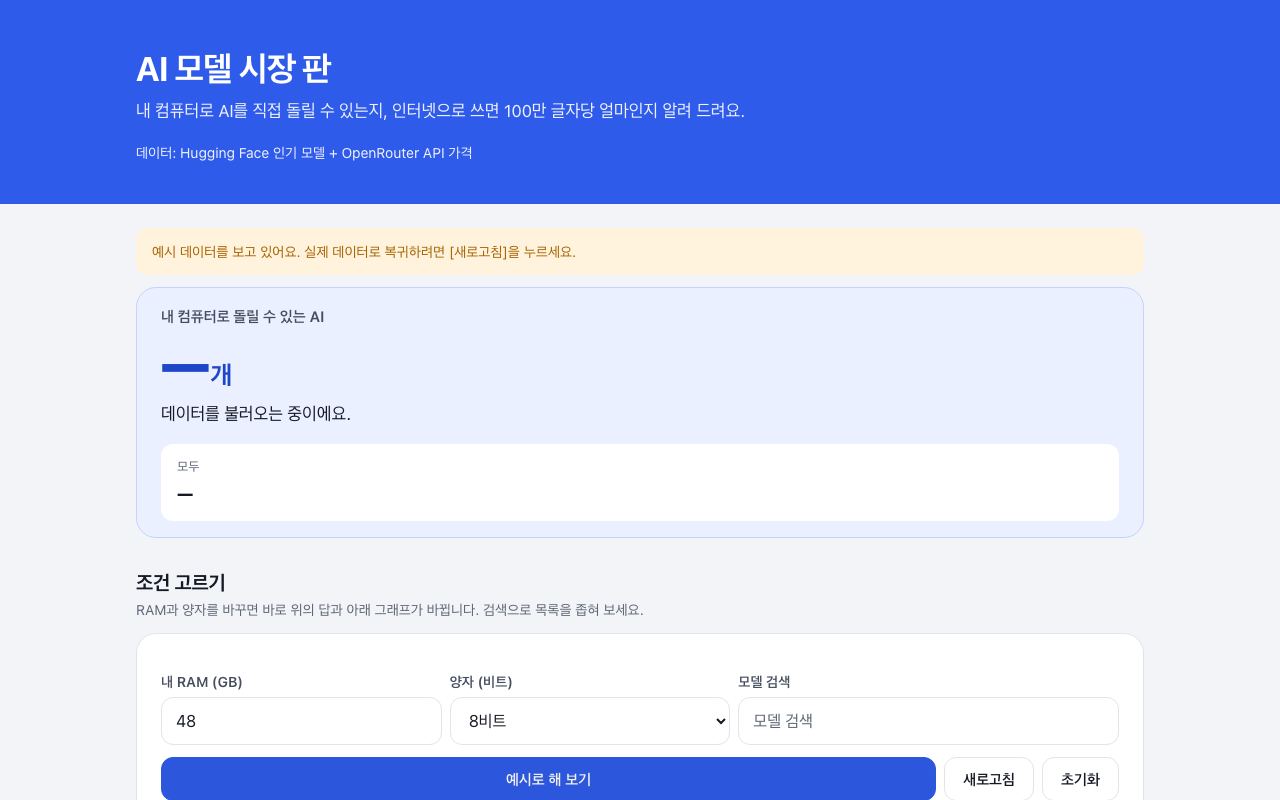 AI 모델 시장 판
내 컴퓨터로 AI를 직접 돌릴 수 있는지, 인터넷으로 쓰면 100만 글자당 얼마인지 알려 드려요.
데이터: Hugging Face 인기 모델 + OpenRouter API 가격
예시 데이터를 보고 있어요. 실제 데이터로 복귀하려면 [새로고침]을 누르세요.
내 컴퓨터로 돌릴 수 있는 AI
—개
데이터를 불러오는 중이에요.
모두
—
조건 고르기
RAM과 양자를 바꾸면 바로 위의 답과 아래 그래프가 바뀝니다. 검색으로 목록을 좁혀 보세요.
내 RAM (GB) 양자 (비트) 모델 검색
48 8비트 모델 검색
예시로 해 보기 새로고침 초기화